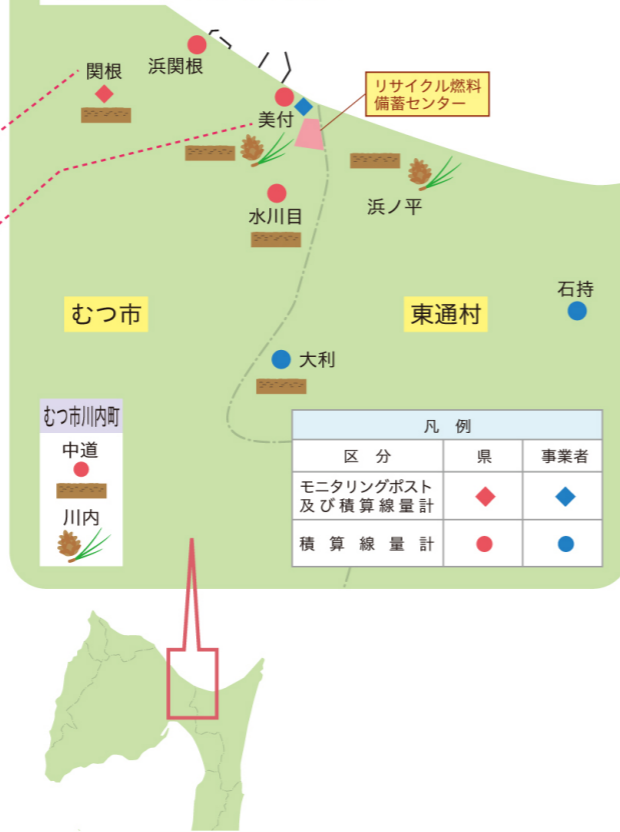 浜関根
関根
リサイクル燃料
備蓄センター
美付
浜ノ平
水川目
石持
むつ市
東通村
大利
むつ市川内町
中道
川内
凡 例
区 分 県 事業者
モニタリングポスト
及び積算線量計
積 算 線 量 計